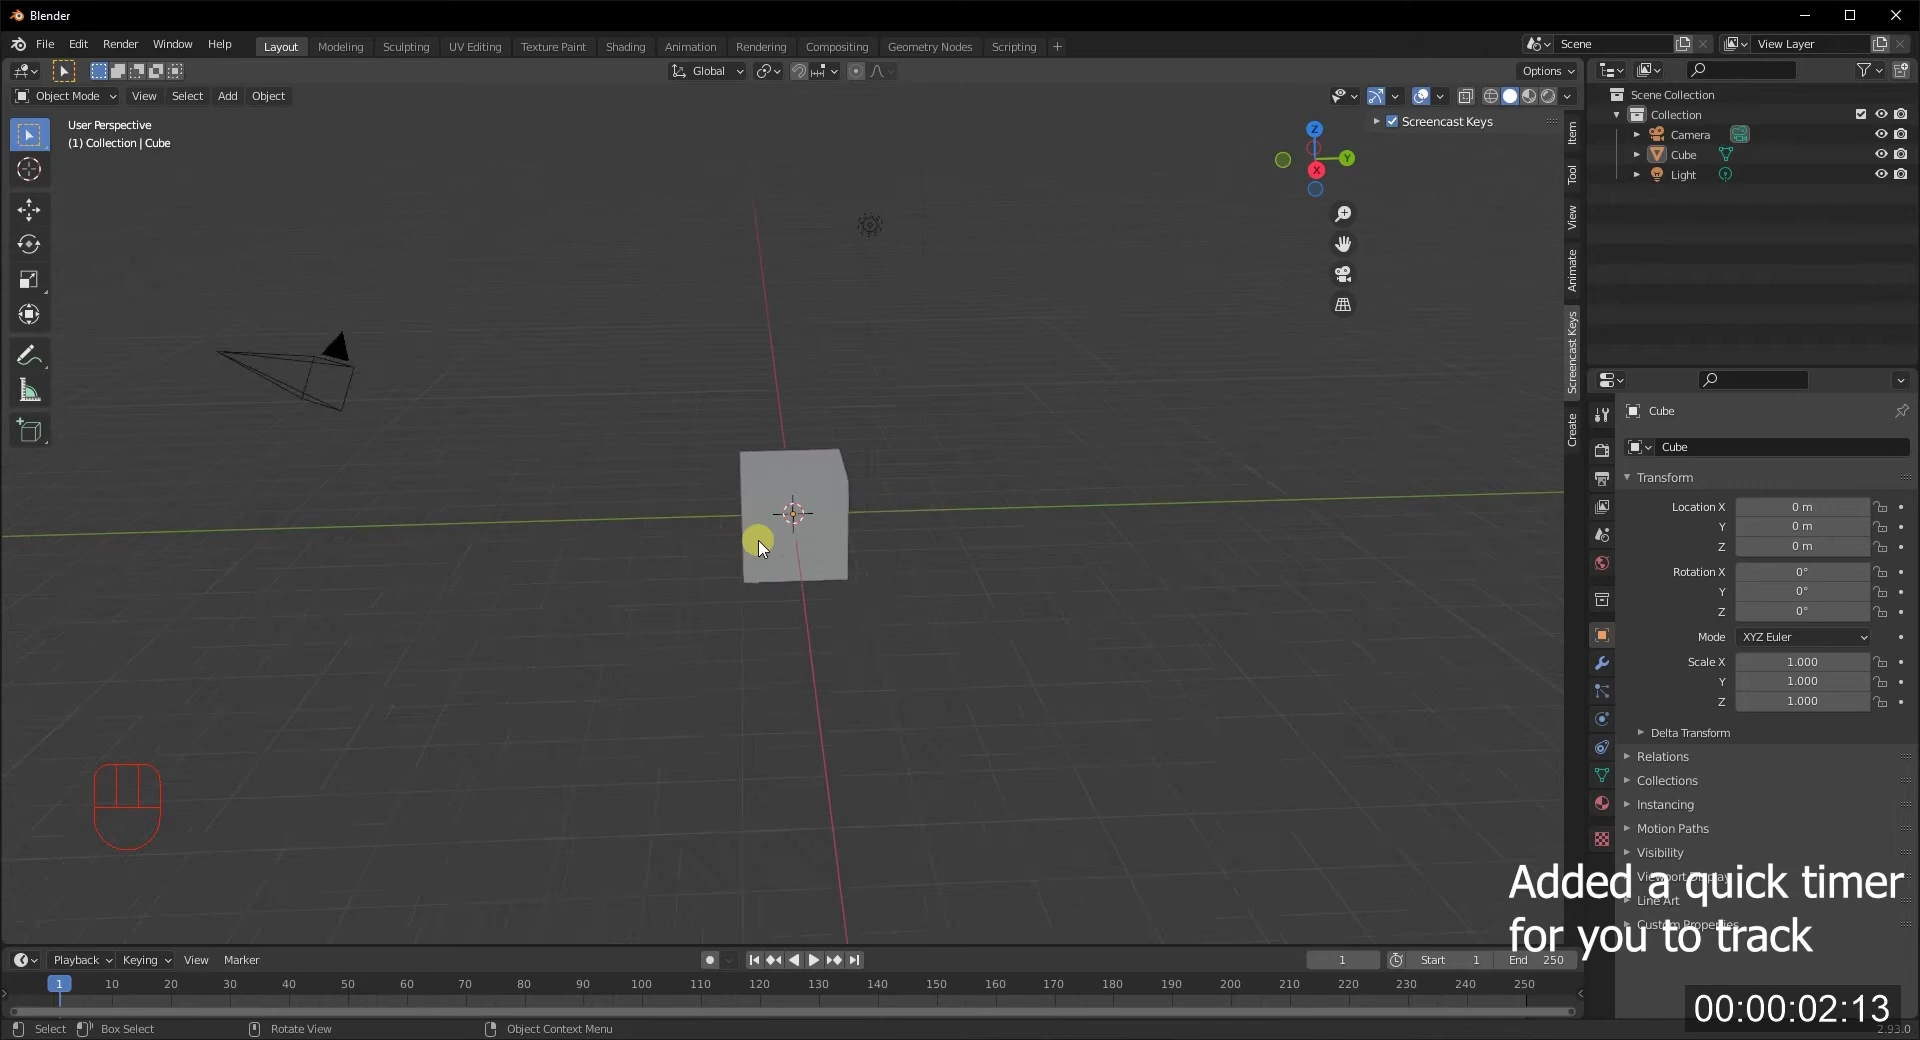 Blender
File Edit Render Window Help
Layout Modeling Sculpting UV Editing Texture Paint Shading Animation Rendering Compositing Geometry Nodes Scripting +
Scene
View Layer
Global
Options
Object Mode View Select Add Object
User Perspective
(1) Collection | Cube
Screencast Keys
Z
Y
X
Item
Tool
View
Animate
Screencast Keys
Create
Scene Collection
Collection
Camera
Cube
Light
Cube
Cube
Transform
Location X 0 m
Y 0 m
Z 0 m
Rotation X 0°
Y 0°
Z 0°
Mode XYZ Euler
Scale X 1.000
Y 1.000
Z 1.000
Delta Transform
Relations
Collections
Instancing
Motion Paths
Visibility
Viewport Display
Line Art
Custom Properties
Added a quick timer
for you to track
Playback Keying View Marker
1 Start 1 End 250
1 10 20 30 40 50 60 70 80 90 100 110 120 130 140 150 160 170 180 190 200 210 220 230 240 250
00:00:02:13
Select Box Select Rotate View Object Context Menu
2.93.0